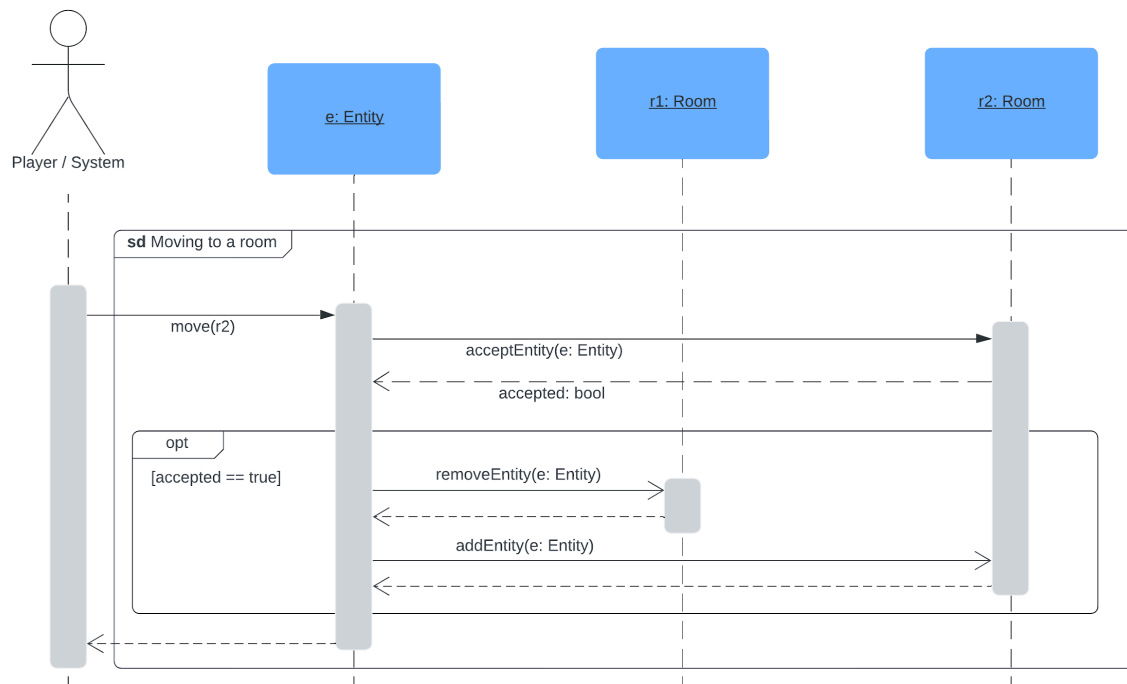 Player / System
e: Entity
r1: Room
r2: Room
sd Moving to a room
move(r2)
acceptEntity(e: Entity)
accepted: bool
opt
[accepted == true]
removeEntity(e: Entity)
addEntity(e: Entity)